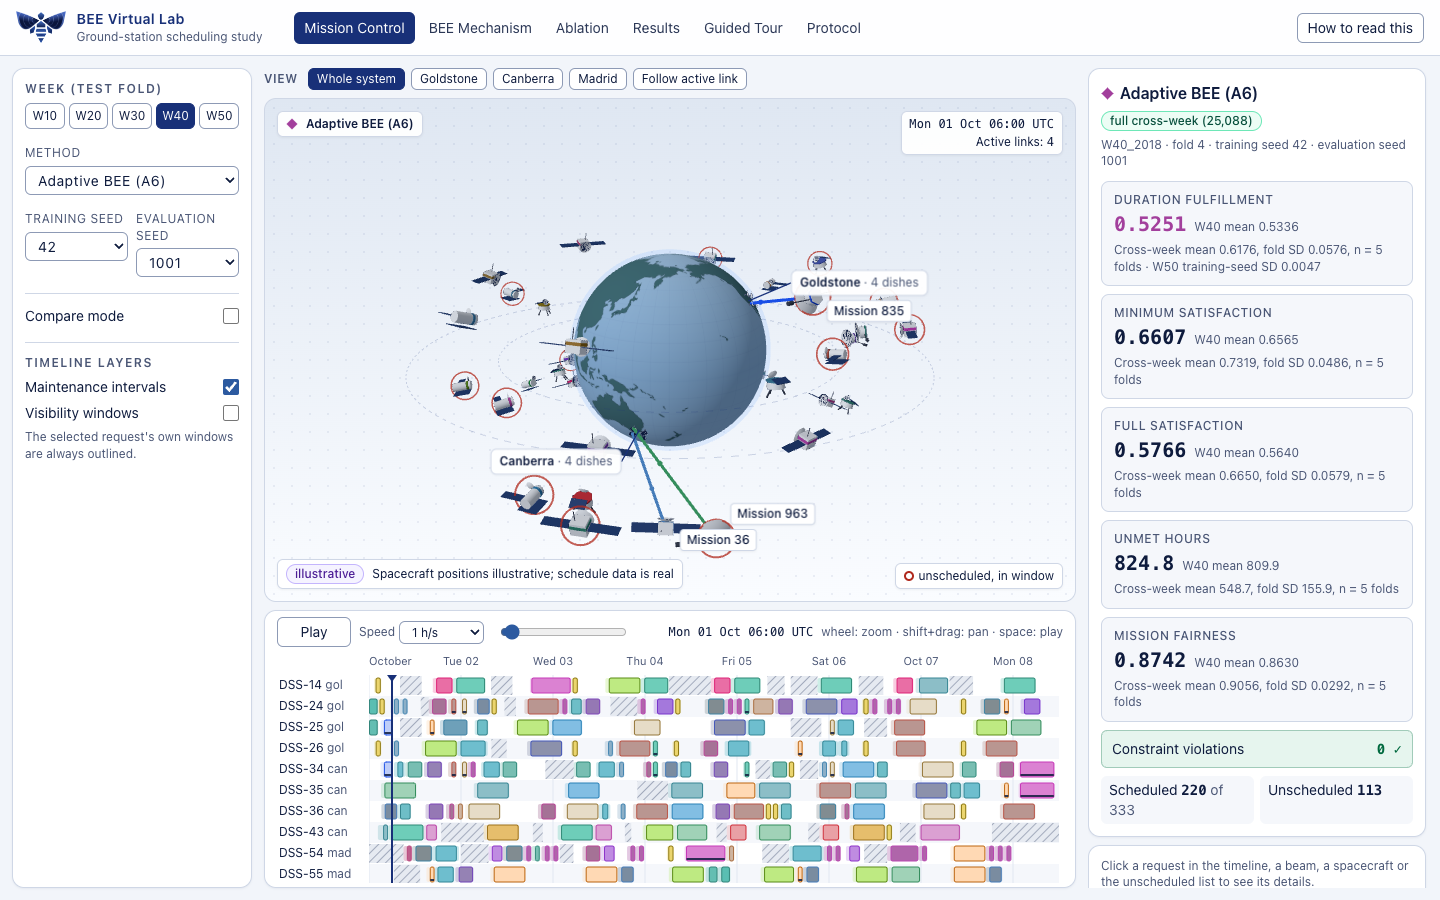 BEE Virtual Lab
Ground-station scheduling study
Mission Control
BEE Mechanism
Ablation
Results
Guided Tour
Protocol
How to read this
WEEK (TEST FOLD)
W10 W20 W30 W40 W50
METHOD
Adaptive BEE (A6)
TRAINING SEED
42
EVALUATION SEED
1001
Compare mode
TIMELINE LAYERS
Maintenance intervals
Visibility windows
The selected request's own windows
are always outlined.
VIEW Whole system Goldstone Canberra Madrid Follow active link
Adaptive BEE (A6)
Mon 01 Oct 06:00 UTC
Active links: 4
Goldstone · 4 dishes
Mission 835
Canberra · 4 dishes
Mission 963
Mission 36
illustrative Spacecraft positions illustrative; schedule data is real
unscheduled, in window
Play Speed 1 h/s Mon 01 Oct 06:00 UTC wheel: zoom · shift+drag: pan · space: play
October Tue 02 Wed 03 Thu 04 Fri 05 Sat 06 Oct 07 Mon 08
DSS-14 gol
DSS-24 gol
DSS-25 gol
DSS-26 gol
DSS-34 can
DSS-35 can
DSS-36 can
DSS-43 can
DSS-54 mad
DSS-55 mad
Adaptive BEE (A6)
full cross-week (25,088)
W40_2018 · fold 4 · training seed 42 · evaluation seed
1001
DURATION FULFILLMENT
0.5251 W40 mean 0.5336
Cross-week mean 0.6176, fold SD 0.0576, n = 5
folds · W50 training-seed SD 0.0047
MINIMUM SATISFACTION
0.6607 W40 mean 0.6565
Cross-week mean 0.7319, fold SD 0.0486, n = 5
folds
FULL SATISFACTION
0.5766 W40 mean 0.5640
Cross-week mean 0.6650, fold SD 0.0579, n = 5
folds
UNMET HOURS
824.8 W40 mean 809.9
Cross-week mean 548.7, fold SD 155.9, n = 5 folds
MISSION FAIRNESS
0.8742 W40 mean 0.8630
Cross-week mean 0.9056, fold SD 0.0292, n = 5
folds
Constraint violations 0 ✓
Scheduled 220 of
333
Unscheduled 113
Click a request in the timeline, a beam, a spacecraft or
the unscheduled list to see its details.